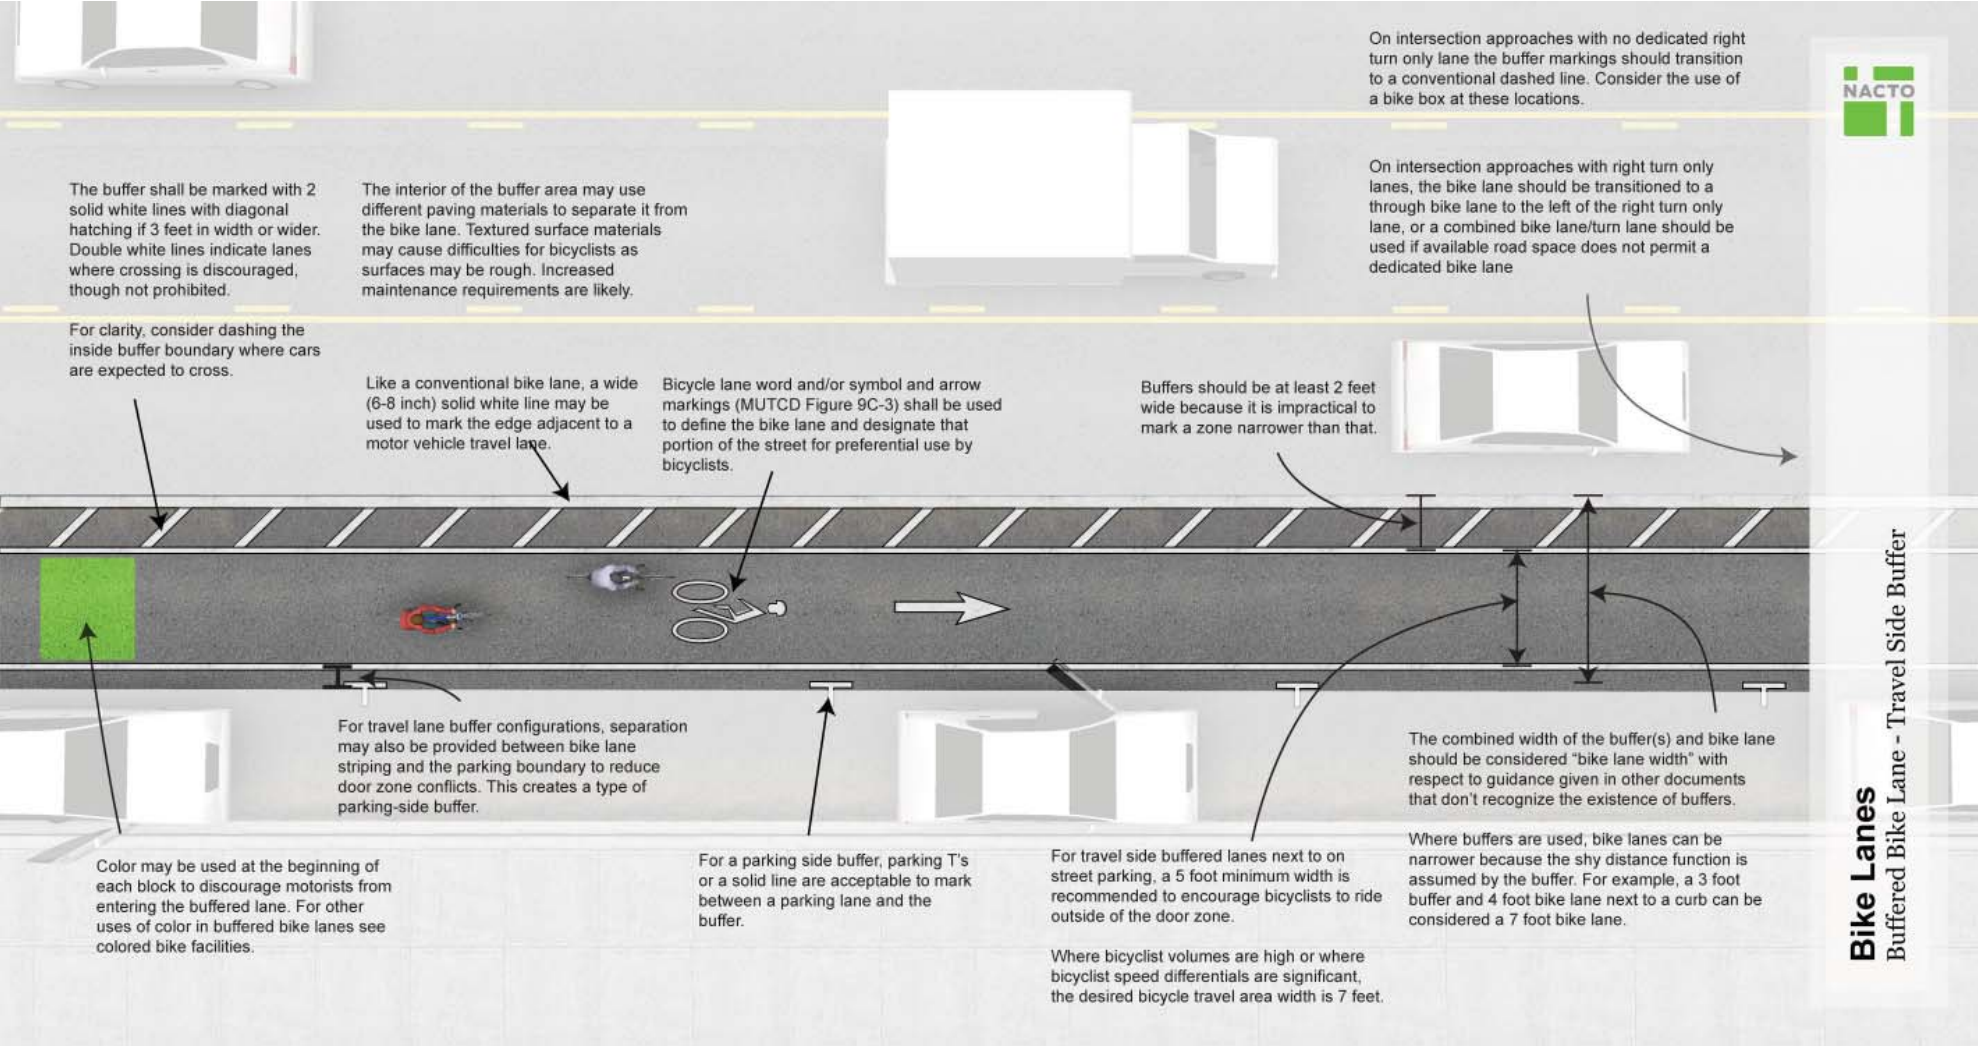 The buffer shall be marked with 2
solid white lines with diagonal
hatching if 3 feet in width or wider.
Double white lines indicate lanes
where crossing is discouraged,
though not prohibited.
For clarity, consider dashing the
inside buffer boundary where cars
are expected to cross.
The interior of the buffer area may use
different paving materials to separate it from
the bike lane. Textured surface materials
may cause difficulties for bicyclists as
surfaces may be rough. Increased
maintenance requirements are likely.
Like a conventional bike lane, a wide
(6-8 inch) solid white line may be
used to mark the edge adjacent to a
motor vehicle travel lane.
Bicycle lane word and/or symbol and arrow
markings (MUTCD Figure 9C-3) shall be used
to define the bike lane and designate that
portion of the street for preferential use by
bicyclists.
Buffers should be at least 2 feet
wide because it is impractical to
mark a zone narrower than that.
On intersection approaches with no dedicated right
turn only lane the buffer markings should transition
to a conventional dashed line. Consider the use of
a bike box at these locations.
On intersection approaches with right turn only
lanes, the bike lane should be transitioned to a
through bike lane to the left of the right turn only
lane, or a combined bike lane/turn lane should be
used if available road space does not permit a
dedicated bike lane
NACTO
Color may be used at the beginning of
each block to discourage motorists from
entering the buffered lane. For other
uses of color in buffered bike lanes see
colored bike facilities.
For travel lane buffer configurations, separation
may also be provided between bike lane
striping and the parking boundary to reduce
door zone conflicts. This creates a type of
parking-side buffer.
For a parking side buffer, parking T's
or a solid line are acceptable to mark
between a parking lane and the
buffer.
For travel side buffered lanes next to on
street parking, a 5 foot minimum width is
recommended to encourage bicyclists to ride
outside of the door zone.
Where bicyclist volumes are high or where
bicyclist speed differentials are significant,
the desired bicycle travel area width is 7 feet.
The combined width of the buffer(s) and bike lane
should be considered “bike lane width” with
respect to guidance given in other documents
that don't recognize the existence of buffers.
Where buffers are used, bike lanes can be
narrower because the shy distance function is
assumed by the buffer. For example, a 3 foot
buffer and 4 foot bike lane next to a curb can be
considered a 7 foot bike lane.
Bike Lanes
Buffered Bike Lane - Travel Side Buffer